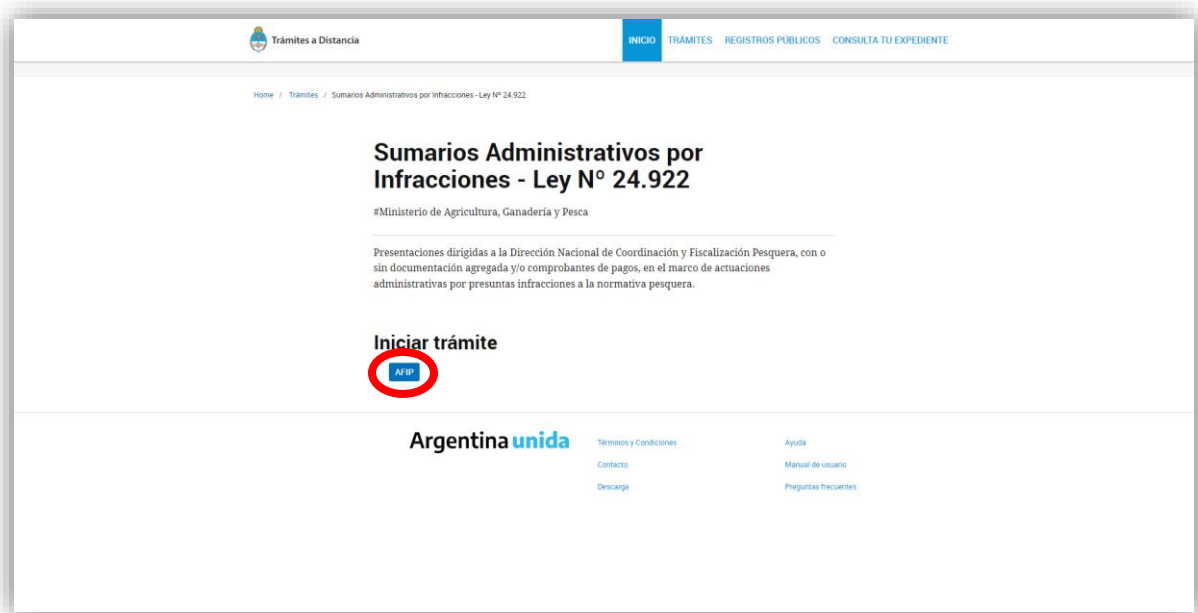 Trámites a Distancia
INICIO TRÁMITES REGISTROS PÚBLICOS CONSULTA TU EXPEDIENTE
Home / Trámites / Sumarios Administrativos por Infracciones - Ley Nº 24.922
Sumarios Administrativos por
Infracciones - Ley Nº 24.922
#Ministerio de Agricultura, Ganadería y Pesca
Presentaciones dirigidas a la Dirección Nacional de Coordinación y Fiscalización Pesquera, con o
sin documentación agregada y/o comprobantes de pagos, en el marco de actuaciones
administrativas por presuntas infracciones a la normativa pesquera.
Iniciar trámite
AFIP
Argentina unida
Términos y Condiciones
Contacto
Descarga
Ayuda
Manual de usuario
Preguntas frecuentes